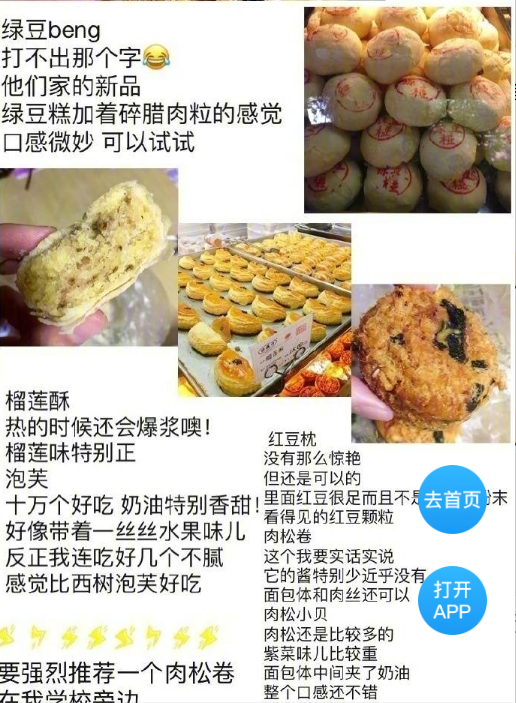 绿豆beng
打不出那个字😂
他们家的新品
绿豆糕加着碎腊肉粒的感觉
口感微妙 可以试试
榴莲酥
热的时候还会爆浆噢!
榴莲味特别正
泡芙
十万个好吃 奶油特别香甜!
好像带着一丝丝水果味儿
反正我连吃好几个不腻
感觉比西树泡芙好吃
要强烈推荐一个肉松卷
在我学校旁边
红豆枕
没有那么惊艳
但还是可以的
里面红豆很足而且不是 粉末
看得见的红豆颗粒
肉松卷
这个我要实话实说
它的酱特别少近乎没有
面包体和肉丝还可以
肉松小贝
肉松还是比较多的
紫菜味儿比较重
面包体中间夹了奶油
整个口感还不错
去首页
打开
APP